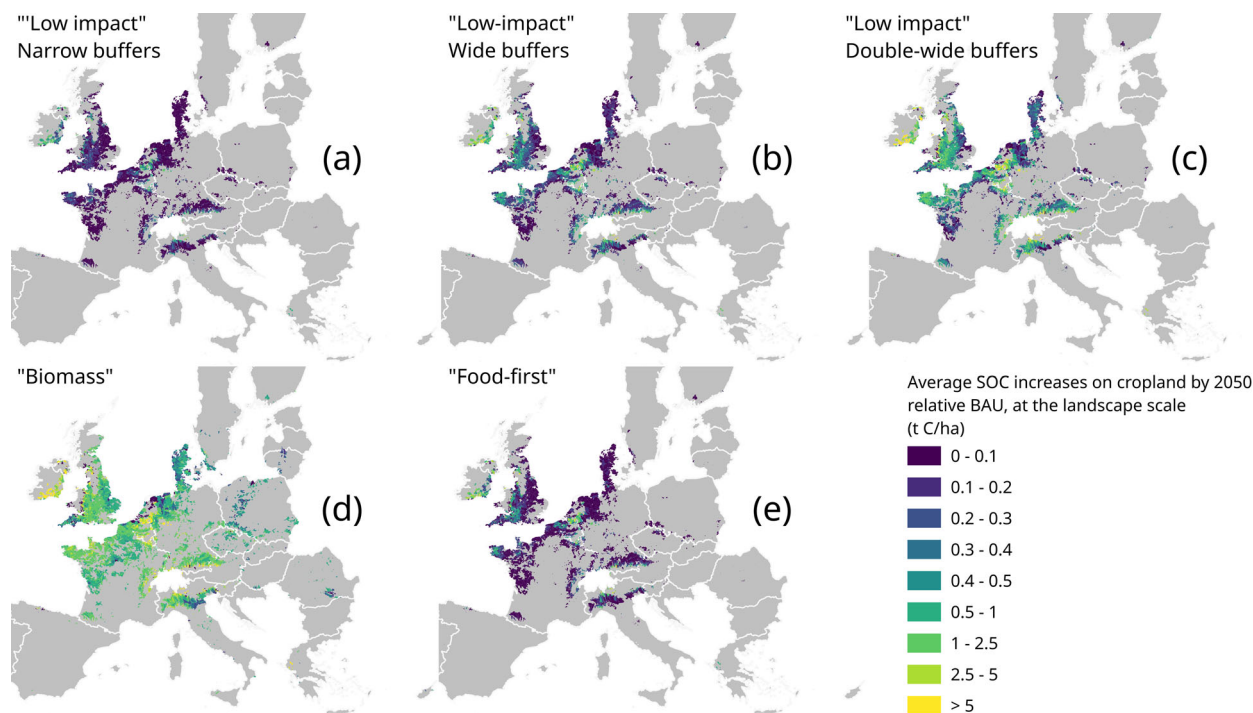 "'Low impact"
Narrow buffers
(a)
"Low-impact"
Wide buffers
(b)
"Low impact"
Double-wide buffers
(c)
"Biomass"
(d)
"Food-first"
(e)
Average SOC increases on cropland by 2050
relative BAU, at the landscape scale
(t C/ha)
0 - 0.1
0.1 - 0.2
0.2 - 0.3
0.3 - 0.4
0.4 - 0.5
0.5 - 1
1 - 2.5
2.5 - 5
> 5